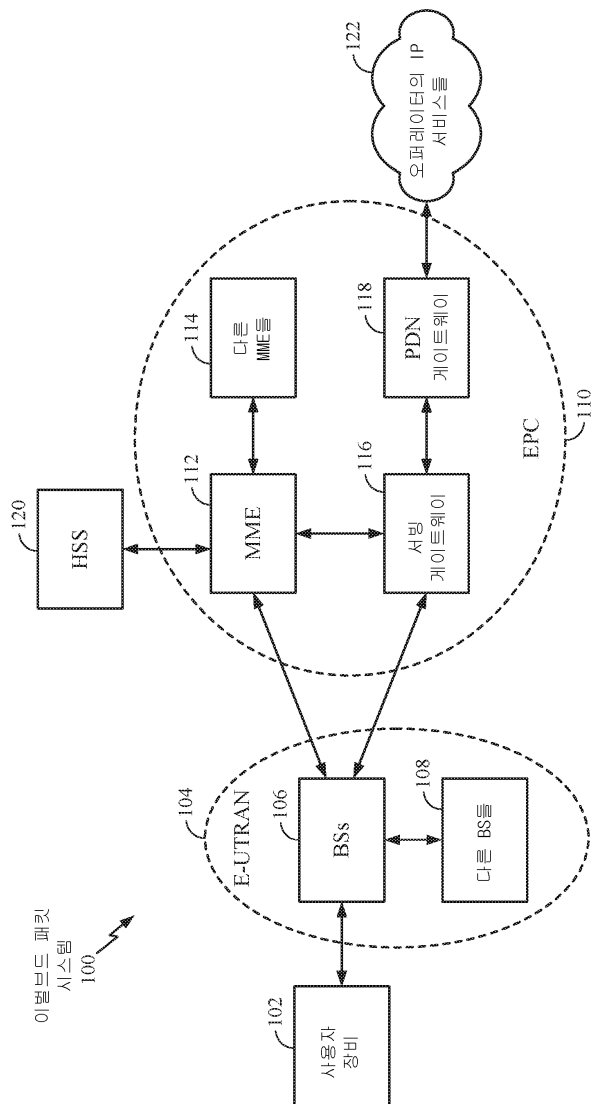 이벌브드 패킷
시스템
100
102
사용자
장비
104
E-UTRAN
106
BSs
108
다른 BS들
120
HSS
112
MME
114
다른
MME들
116
서빙
게이트웨이
118
PDN
게이트웨이
EPC
110
122
오퍼레이터의 IP
서비스들